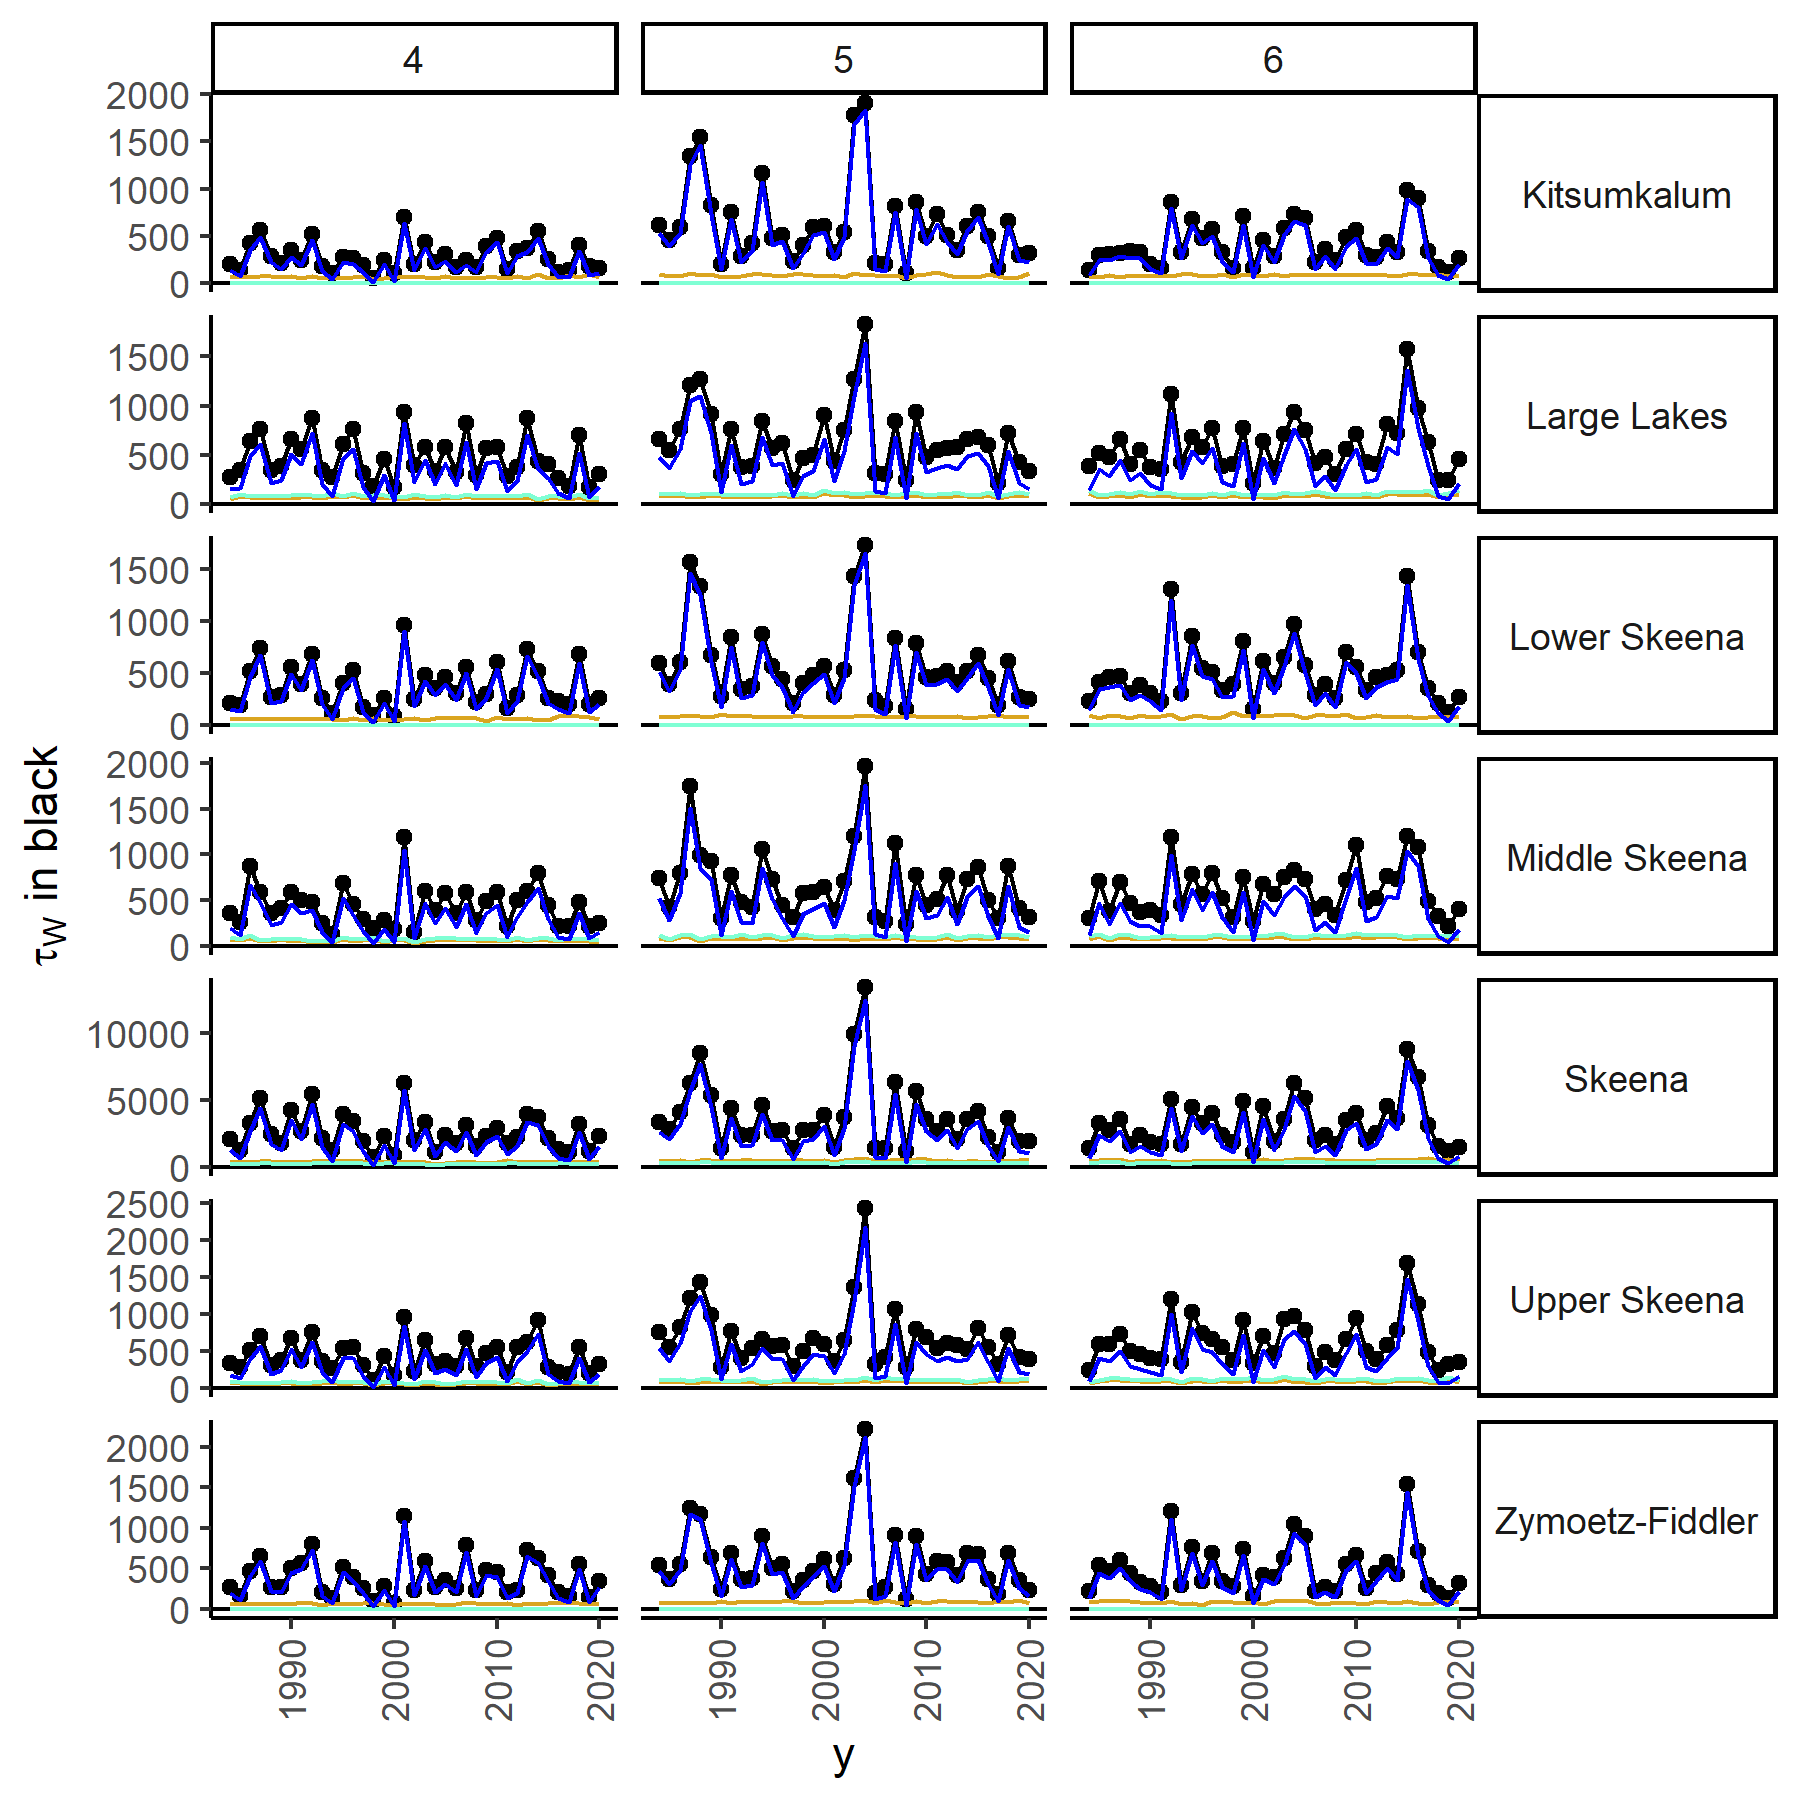 4 5 6
2000
1500
1000
500
0
Kitsumkalum
1500
1000
500
0
Large Lakes
1500
1000
500
0
Lower Skeena
2000
1500
1000
500
0
Middle Skeena
10000
5000
0
Skeena
2500
2000
1500
1000
500
0
Upper Skeena
2000
1500
1000
500
0
Zymoetz-Fiddler
τW in black
1990 2000 2010 2020 1990 2000 2010 2020 1990 2000 2010 2020
y